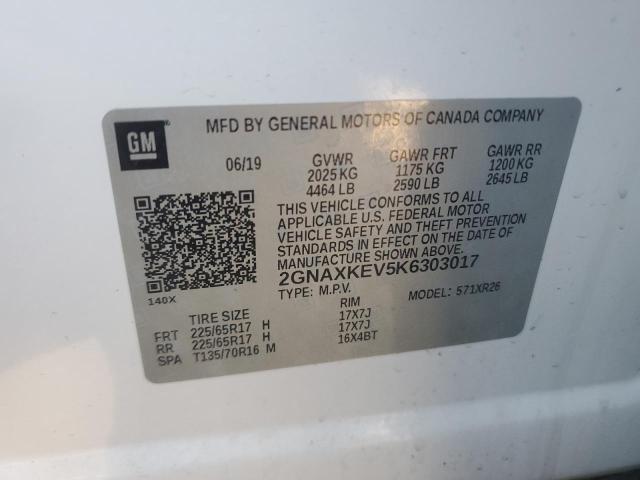 GM
MFD BY GENERAL MOTORS OF CANADA COMPANY
06/19 GVWR GAWR FRT GAWR RR
2025 KG 1175 KG 1200 KG
4464 LB 2590 LB 2645 LB
THIS VEHICLE CONFORMS TO ALL
APPLICABLE U.S. FEDERAL MOTOR
VEHICLE SAFETY AND THEFT PREVENTION
STANDARDS IN EFFECT ON THE DATE OF
MANUFACTURE SHOWN ABOVE.
2GNAXKEV5K6303017
140X
TYPE: M.P.V. MODEL: 571XR26
TIRE SIZE RIM
FRT 225/65R17 H 17X7J
RR 225/65R17 H 17X7J
SPA T135/70R16 M 16X4BT